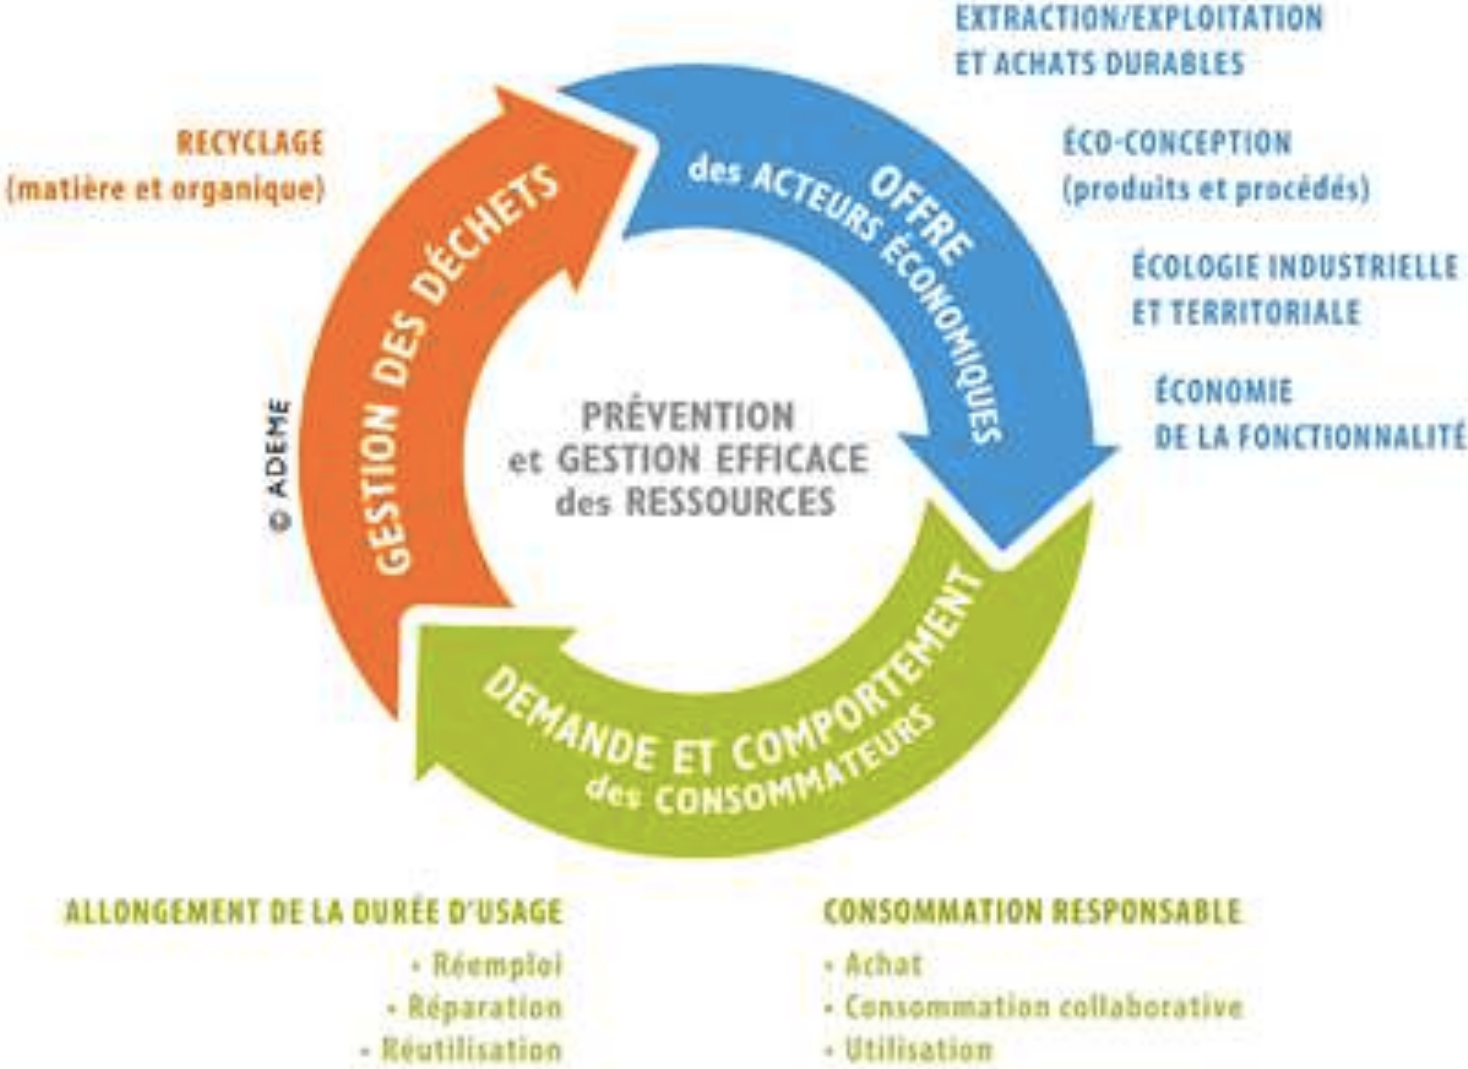 EXTRACTION/EXPLOITATION
ET ACHATS DURABLES
ÉCO-CONCEPTION
(produits et procédés)
ÉCOLOGIE INDUSTRIELLE
ET TERRITORIALE
ÉCONOMIE
DE LA FONCTIONNALITÉ
RECYCLAGE
(matière et organique)
OFFRE
des ACTEURS ÉCONOMIQUES
GESTION DES DÉCHETS
PRÉVENTION
et GESTION EFFICACE
des RESSOURCES
© ADEME
DEMANDE ET COMPORTEMENT
des CONSOMMATEURS
ALLONGEMENT DE LA DURÉE D'USAGE
• Réemploi
• Réparation
• Réutilisation
CONSOMMATION RESPONSABLE
• Achat
• Consommation collaborative
• Utilisation